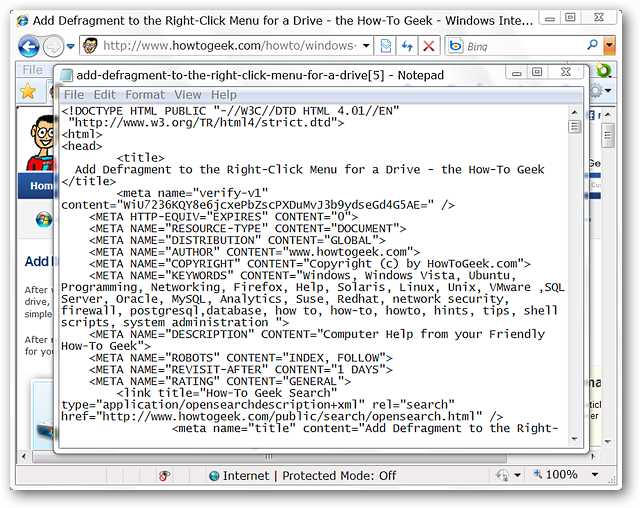 Add Defragment to the Right-Click Menu for a Drive - the How-To Geek - Windows Inte...
http://www.howtogeek.com/howto/windows-
Bing
File
add-defragment-to-the-right-click-menu-for-a-drive[5] - Notepad
File Edit Format View Help
<!DOCTYPE HTML PUBLIC "-//W3C//DTD HTML 4.01//EN"
"http://www.w3.org/TR/html4/strict.dtd">
<html>
<head>
<title>
Add Defragment to the Right-Click Menu for a Drive - the How-To Geek
</title>
<meta name="verify-v1"
content="WiU7236KQY8e6jcxePbZscPXDuMvJ3b9ydseGd4G5AE=" />
<META HTTP-EQUIV="EXPIRES" CONTENT="0">
<META NAME="RESOURCE-TYPE" CONTENT="DOCUMENT">
<META NAME="DISTRIBUTION" CONTENT="GLOBAL">
<META NAME="AUTHOR" CONTENT="www.howtogeek.com">
<META NAME="COPYRIGHT" CONTENT="Copyright (c) by HowToGeek.com">
<META NAME="KEYWORDS" CONTENT="Windows, Windows Vista, Ubuntu,
Programming, Networking, Firefox, Help, Solaris, Linux, Unix, VMware ,SQL
Server, Oracle, MySQL, Analytics, Suse, Redhat, network security,
firewall, postgresql,database, how to, how-to, howto, hints, tips, shell
scripts, system administration ">
<META NAME="DESCRIPTION" CONTENT="Computer Help from your Friendly
How-To Geek">
<META NAME="ROBOTS" CONTENT="INDEX, FOLLOW">
<META NAME="REVISIT-AFTER" CONTENT="1 DAYS">
<META NAME="RATING" CONTENT="GENERAL">
<link title="How-To Geek Search"
type="application/opensearchdescription+xml" rel="search"
href="http://www.howtogeek.com/public/search/opensearch.html" />
<meta name="title" content="Add Defragment to the Right-
Hom
Add
After
drive,
simple
After
for yo
Internet | Protected Mode: Off
100%